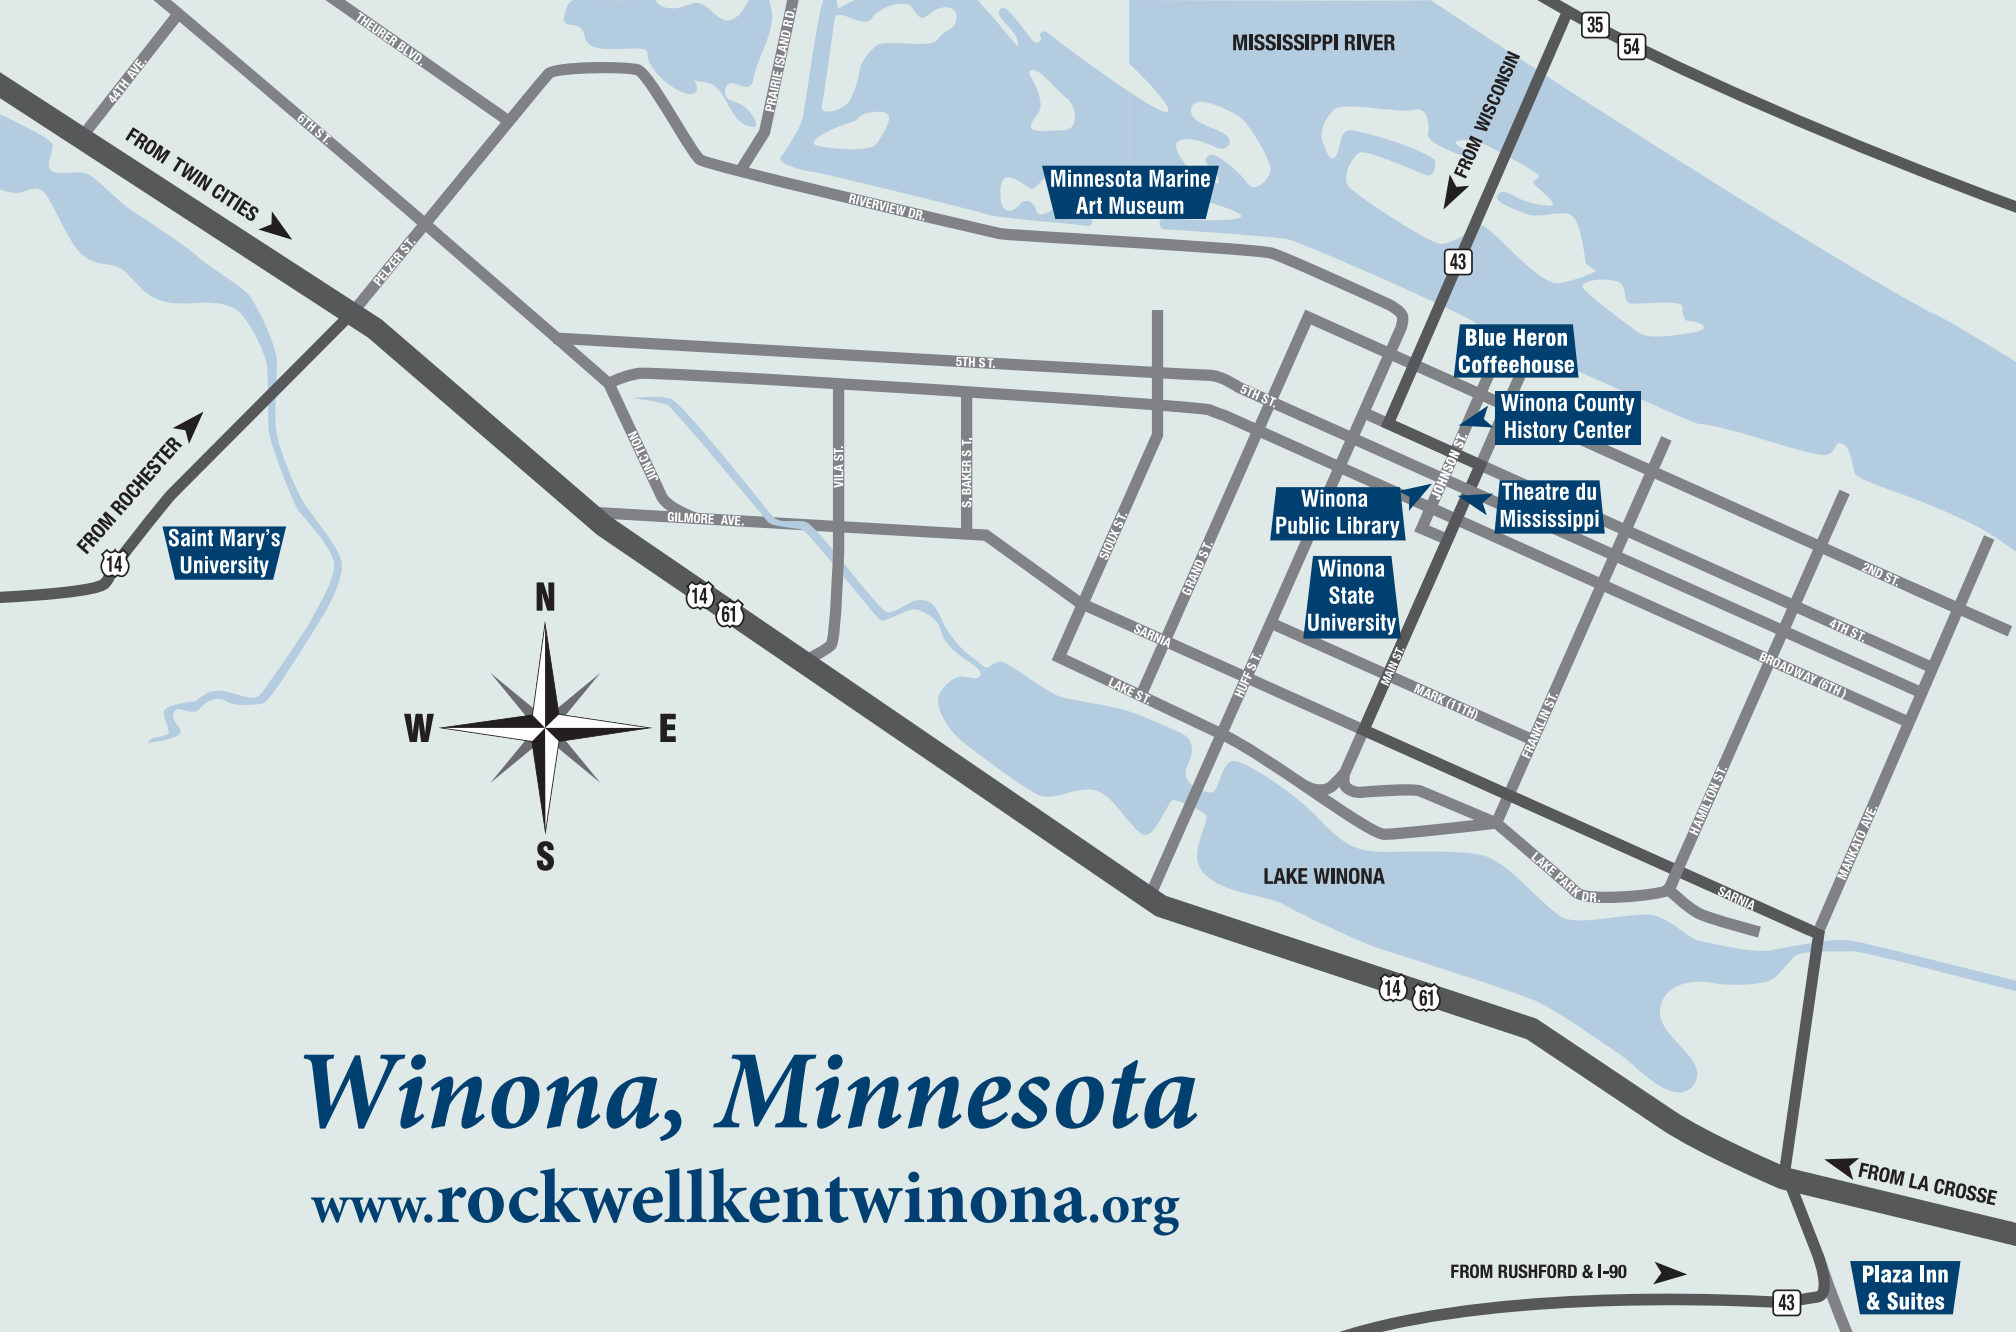 35
54
MISSISSIPPI RIVER
THEURER BLVD.
PRAIRIE ISLAND RD.
44TH AVE.
6TH ST.
FROM TWIN CITIES
FROM WISCONSIN
Minnesota Marine
Art Museum
RIVERVIEW DR.
PELZER ST.
43
Blue Heron
Coffeehouse
5TH ST.
5TH ST.
Winona County
History Center
JUNCTION
VILA ST.
S. BAKER ST.
JOHNSON ST.
FROM ROCHESTER
Winona
Public Library
Theatre du
Mississippi
GILMORE AVE.
SIOUX ST.
GRAND ST.
14
Saint Mary's
University
Winona
State
University
2ND ST.
4TH ST.
BROADWAY (6TH)
14
61
N
W
E
S
SARNIA
LAKE ST.
HUFF ST.
MAIN ST.
MARK (11TH)
FRANKLIN ST.
HAMILTON ST.
MANKATO AVE.
LAKE WINONA
LAKE PARK DR.
SARNIA
14
61
Winona, Minnesota
www.rockwellkentwinona.org
FROM LA CROSSE
FROM RUSHFORD & I-90
43
Plaza Inn
& Suites